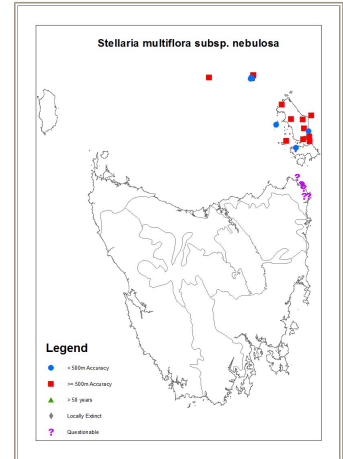 Stellaria multiflora subsp. nebulosa
?
?
?
?
??
Legend
< 500m Accuracy
>= 500m Accuracy
> 50 years
Locally Extinct
? Questionable